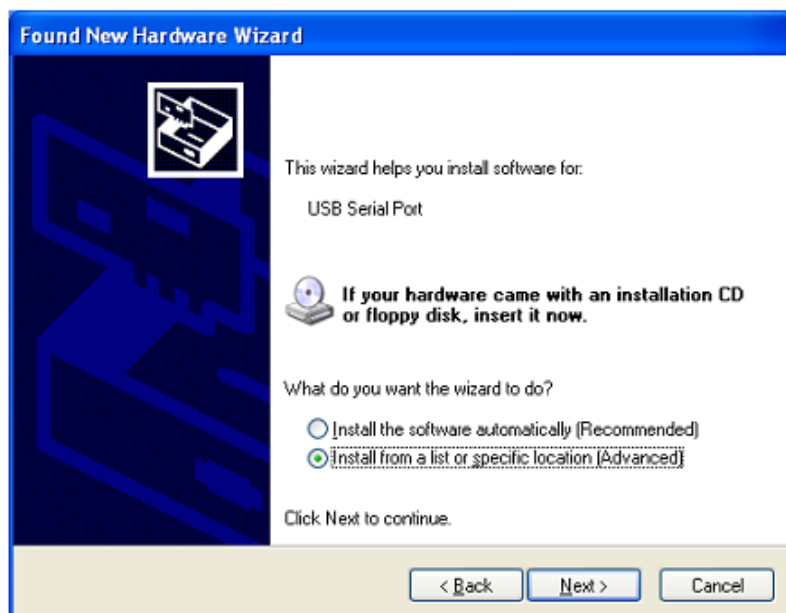 Found New Hardware Wizard
This wizard helps you install software for:
USB Serial Port
If your hardware came with an installation CD
or floppy disk, insert it now.
What do you want the wizard to do?
Install the software automatically (Recommended)
Install from a list or specific location (Advanced)
Click Next to continue.
< Back Next > Cancel